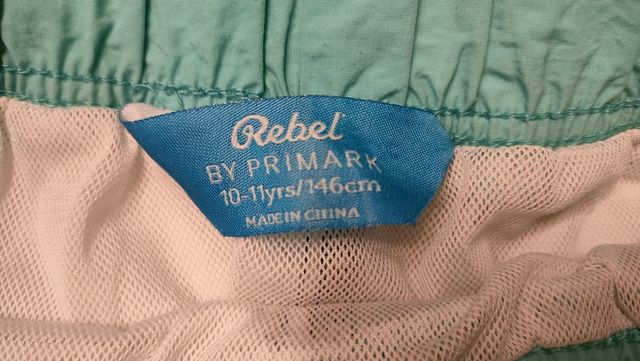 Rebel
BY PRIMARK
10-11yrs/146cm
MADE IN CHINA